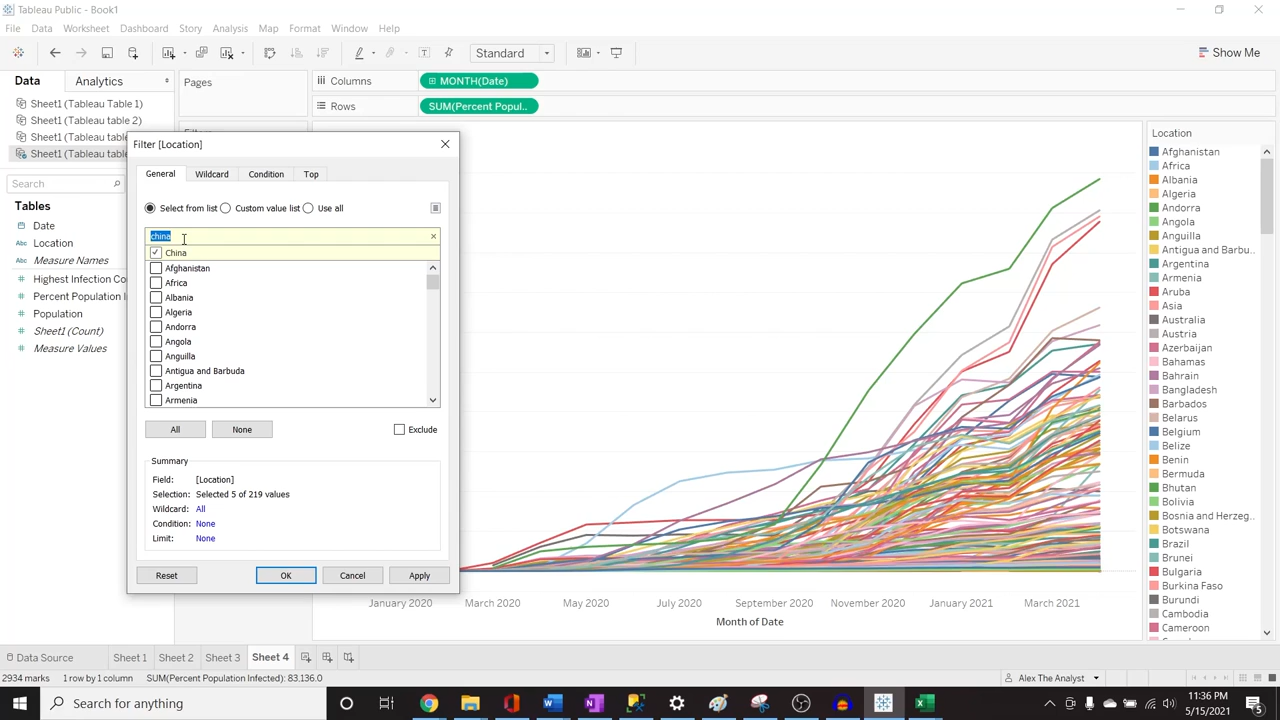 Tableau Public - Book1
File Data Worksheet Dashboard Story Analysis Map Format Window Help
Standard
Show Me
Data Analytics
Pages
Columns
MONTH(Date)
Rows
SUM(Percent Popul..
Sheet1 (Tableau Table 1)
Sheet1 (Tableau table 2)
Sheet1 (Tableau table
Sheet1 (Tableau table
Search
Tables
Date
Location
Measure Names
Highest Infection Co
Percent Population I
Population
Sheet1 (Count)
Measure Values
Filter [Location]
General Wildcard Condition Top
Select from list Custom value list Use all
china
China
Afghanistan
Africa
Albania
Algeria
Andorra
Angola
Anguilla
Antigua and Barbuda
Argentina
Armenia
All None Exclude
Summary
Field: [Location]
Selection: Selected 5 of 219 values
Wildcard: All
Condition: None
Limit: None
Reset OK Cancel Apply
January 2020 March 2020 May 2020 July 2020 September 2020 November 2020 January 2021 March 2021
Month of Date
Location
Afghanistan
Africa
Albania
Algeria
Andorra
Angola
Anguilla
Antigua and Barbu..
Argentina
Armenia
Aruba
Asia
Australia
Austria
Azerbaijan
Bahamas
Bahrain
Bangladesh
Barbados
Belarus
Belgium
Belize
Benin
Bermuda
Bhutan
Bolivia
Bosnia and Herzeg..
Botswana
Brazil
Brunei
Bulgaria
Burkina Faso
Burundi
Cambodia
Cameroon
Data Source Sheet 1 Sheet 2 Sheet 3 Sheet 4
2934 marks 1 row by 1 column SUM(Percent Population Infected): 83,136.0
Alex The Analyst
Search for anything
11:36 PM
5/15/2021